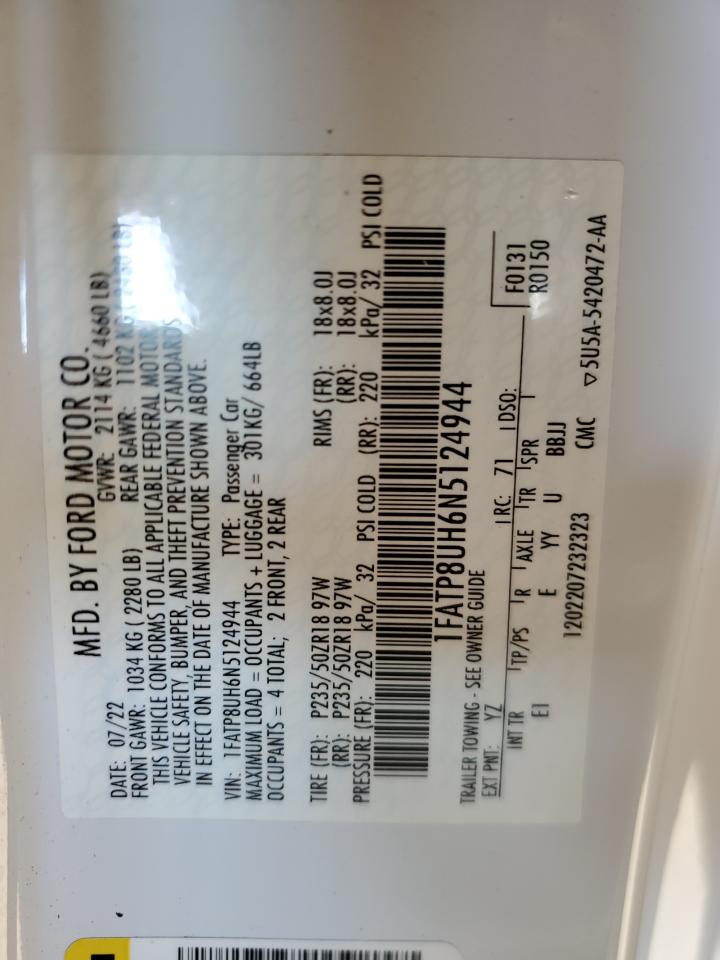 MFD. BY FORD MOTOR CO.
DATE: 07/22 GVWR: 2114 KG ( 4660 LB)
FRONT GAWR: 1034 KG ( 2280 LB) REAR GAWR: 1102 KG
THIS VEHICLE CONFORMS TO ALL APPLICABLE FEDERAL MOTOR
VEHICLE SAFETY, BUMPER, AND THEFT PREVENTION STANDARDS
IN EFFECT ON THE DATE OF MANUFACTURE SHOWN ABOVE.
VIN: 1FATP8UH6N5124944 TYPE: Passenger Car
MAXIMUM LOAD = OCCUPANTS + LUGGAGE = 301KG/ 664LB
OCCUPANTS = 4 TOTAL; 2 FRONT, 2 REAR
TIRE (FR): P235/50ZR18 97W RIMS (FR): 18x8.0J
(RR): P235/50ZR18 97W (RR): 18x8.0J
PRESSURE (FR): 220 kPa/ 32 PSI COLD (RR): 220 kPa/ 32 PSI COLD
1FATP8UH6N5124944
TRAILER TOWING - SEE OWNER GUIDE
EXT PNT: YZ RC: 71 DSO: F0131
INT TR TP/PS R AXLE TR SPR R0150
EI E YY U BBJJ
1202207232323 CMC ▽5U5A-5420472-AA